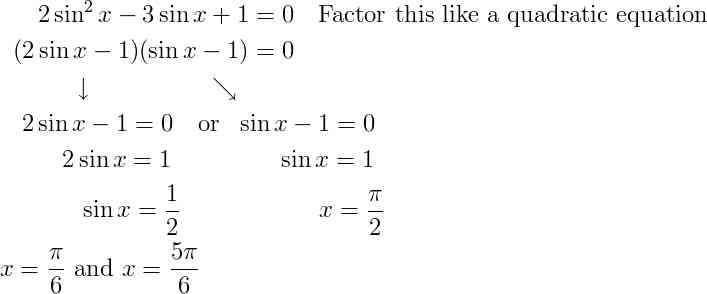 2 sin² x − 3 sin x + 1 = 0 Factor this like a quadratic equation
(2 sin x − 1)(sin x − 1) = 0
↓ ↘
2 sin x − 1 = 0 or sin x − 1 = 0
2 sin x = 1 sin x = 1
sin x = 1/2 x = π/2
x = π/6 and x = 5π/6